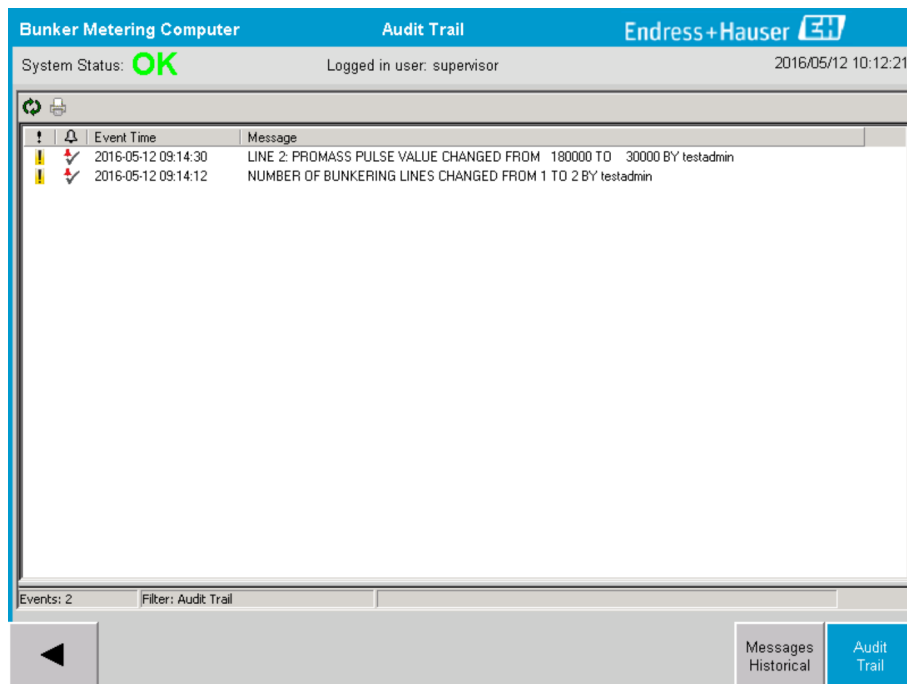 Bunker Metering Computer Audit Trail Endress+Hauser EH
System Status: OK Logged in user: supervisor 2016/05/12 10:12:21
! Event Time Message
! 2016-05-12 09:14:30 LINE 2: PROMASS PULSE VALUE CHANGED FROM 180000 TO 30000 BY testadmin
! 2016-05-12 09:14:12 NUMBER OF BUNKERING LINES CHANGED FROM 1 TO 2 BY testadmin
Events: 2 Filter: Audit Trail
Messages Audit
Historical Trail